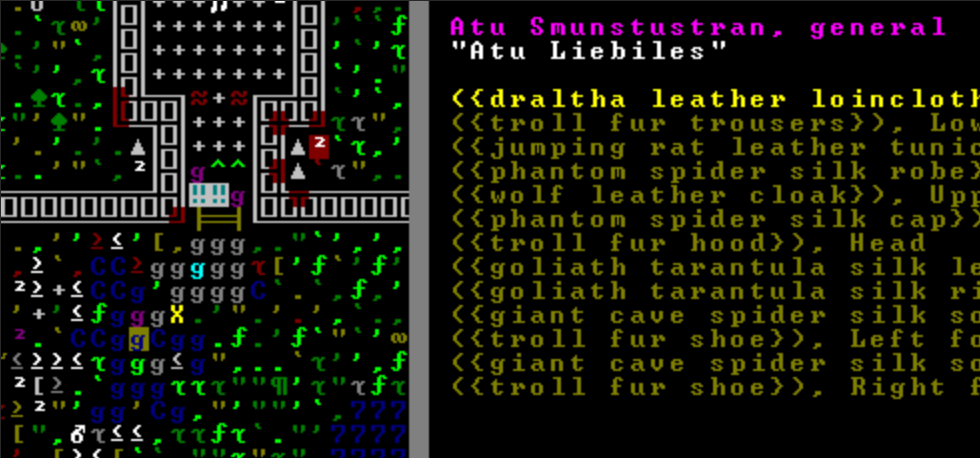 Atu Smunstustran, general
"Atu Liebiles"
({draltha leather loincloth
({troll fur trousers}), Low
({jumping rat leather tunic
({phantom spider silk robe}
({wolf leather cloak}), Upp
({phantom spider silk cap})
({troll fur hood}), Head
({goliath tarantula silk le
({goliath tarantula silk ri
({giant cave spider silk so
({troll fur shoe}), Left fo
({giant cave spider silk so
({troll fur shoe}), Right f